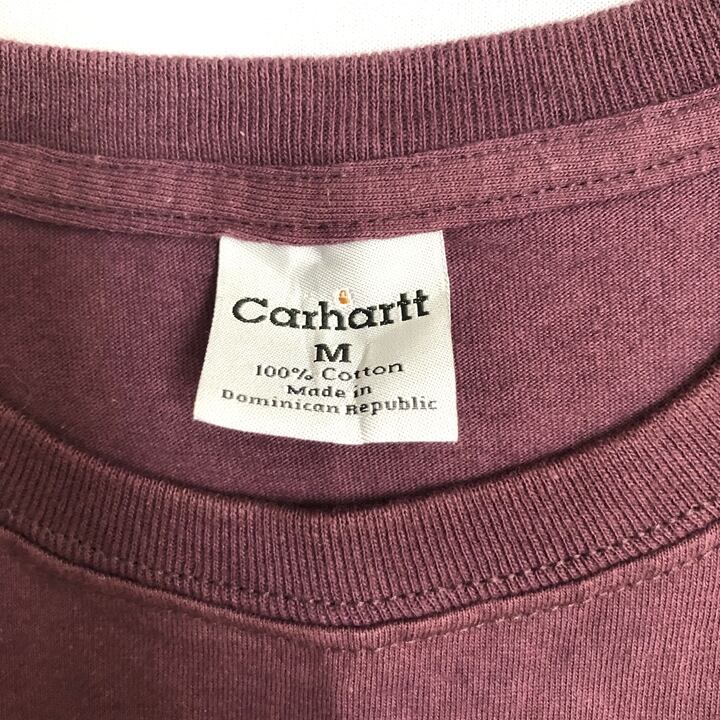 Carhartt
M
100% Cotton
Made in
Dominican Republic